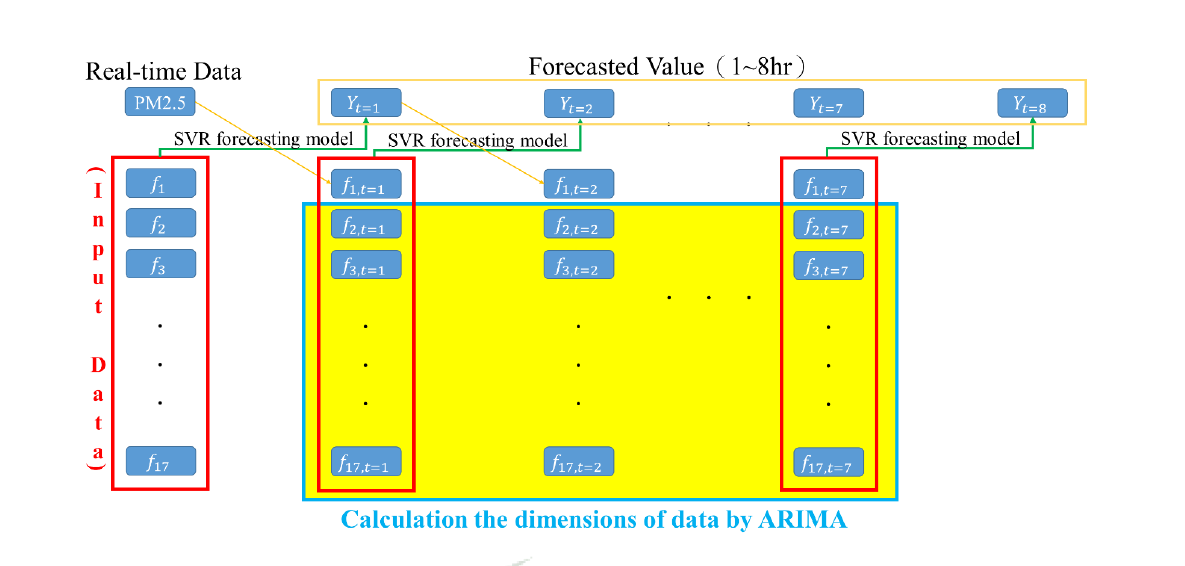 Real-time Data
Forecasted Value（1~8hr）
PM2.5
Y_{t=1}
Y_{t=2}
Y_{t=7}
Y_{t=8}
SVR forecasting model
SVR forecasting model
SVR forecasting model
(Input Data)
f_1
f_{1,t=1}
f_{1,t=2}
f_{1,t=7}
f_2
f_{2,t=1}
f_{2,t=2}
f_{2,t=7}
f_3
f_{3,t=1}
f_{3,t=2}
f_{3,t=7}
. . .
f_{17}
f_{17,t=1}
f_{17,t=2}
f_{17,t=7}
Calculation the dimensions of data by ARIMA